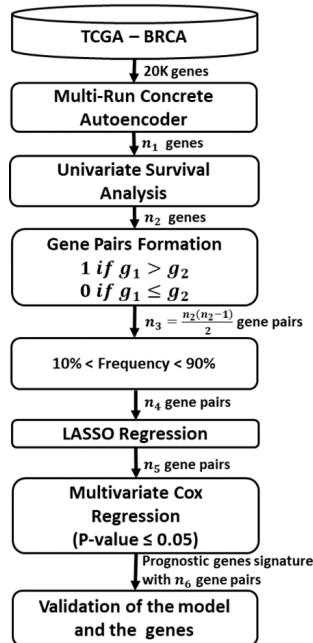 TCGA – BRCA
20K genes
Multi-Run Concrete
Autoencoder
n₁ genes
Univariate Survival
Analysis
n₂ genes
Gene Pairs Formation
1 if g₁ > g₂
0 if g₁ ≤ g₂
n₃ = n₂(n₂−1)/2 gene pairs
10% < Frequency < 90%
n₄ gene pairs
LASSO Regression
n₅ gene pairs
Multivariate Cox
Regression
(P-value ≤ 0.05)
Prognostic genes signature
with n₆ gene pairs
Validation of the model
and the genes